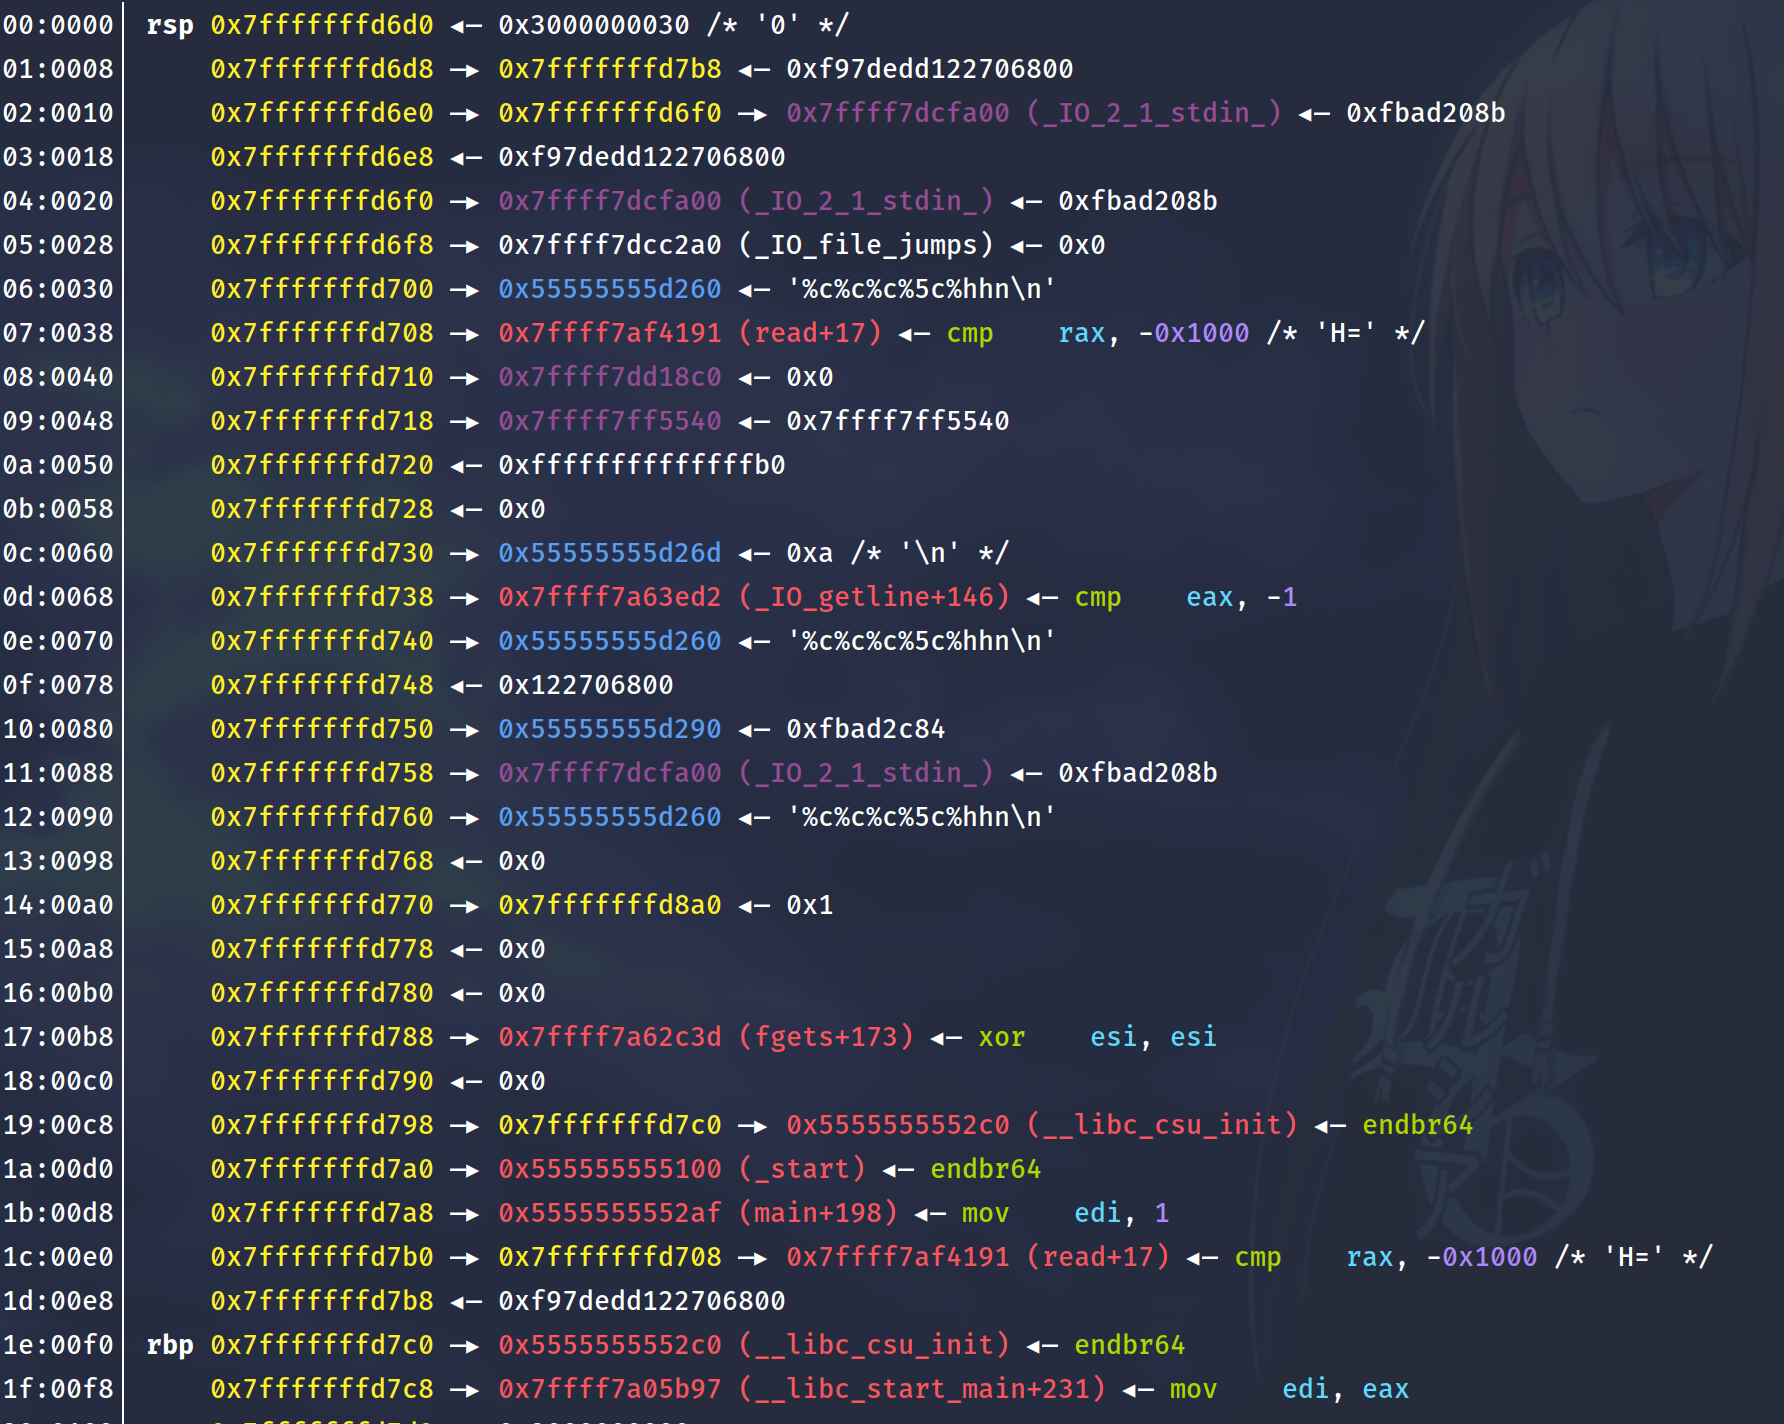 00:0000│ rsp 0x7fffffffd6d0 ◂— 0x3000000030 /* '0' */
01:0008│     0x7fffffffd6d8 —▸ 0x7fffffffd7b8 ◂— 0xf97dedd122706800
02:0010│     0x7fffffffd6e0 —▸ 0x7fffffffd6f0 —▸ 0x7ffff7dcfa00 (_IO_2_1_stdin_) ◂— 0xfbad208b
03:0018│     0x7fffffffd6e8 ◂— 0xf97dedd122706800
04:0020│     0x7fffffffd6f0 —▸ 0x7ffff7dcfa00 (_IO_2_1_stdin_) ◂— 0xfbad208b
05:0028│     0x7fffffffd6f8 —▸ 0x7ffff7dcc2a0 (_IO_file_jumps) ◂— 0x0
06:0030│     0x7fffffffd700 —▸ 0x55555555d260 ◂— '%c%c%c%5c%hhn\n'
07:0038│     0x7fffffffd708 —▸ 0x7ffff7af4191 (read+17) ◂— cmp    rax, -0x1000 /* 'H=' */
08:0040│     0x7fffffffd710 —▸ 0x7ffff7dd18c0 ◂— 0x0
09:0048│     0x7fffffffd718 —▸ 0x7ffff7ff5540 ◂— 0x7ffff7ff5540
0a:0050│     0x7fffffffd720 ◂— 0xffffffffffffffb0
0b:0058│     0x7fffffffd728 ◂— 0x0
0c:0060│     0x7fffffffd730 —▸ 0x55555555d26d ◂— 0xa /* '\n' */
0d:0068│     0x7fffffffd738 —▸ 0x7ffff7a63ed2 (_IO_getline+146) ◂— cmp    eax, -1
0e:0070│     0x7fffffffd740 —▸ 0x55555555d260 ◂— '%c%c%c%5c%hhn\n'
0f:0078│     0x7fffffffd748 ◂— 0x122706800
10:0080│     0x7fffffffd750 —▸ 0x55555555d290 ◂— 0xfbad2c84
11:0088│     0x7fffffffd758 —▸ 0x7ffff7dcfa00 (_IO_2_1_stdin_) ◂— 0xfbad208b
12:0090│     0x7fffffffd760 —▸ 0x55555555d260 ◂— '%c%c%c%5c%hhn\n'
13:0098│     0x7fffffffd768 ◂— 0x0
14:00a0│     0x7fffffffd770 —▸ 0x7fffffffd8a0 ◂— 0x1
15:00a8│     0x7fffffffd778 ◂— 0x0
16:00b0│     0x7fffffffd780 ◂— 0x0
17:00b8│     0x7fffffffd788 —▸ 0x7ffff7a62c3d (fgets+173) ◂— xor    esi, esi
18:00c0│     0x7fffffffd790 ◂— 0x0
19:00c8│     0x7fffffffd798 —▸ 0x7fffffffd7c0 —▸ 0x5555555552c0 (__libc_csu_init) ◂— endbr64
1a:00d0│     0x7fffffffd7a0 —▸ 0x555555555100 (_start) ◂— endbr64
1b:00d8│     0x7fffffffd7a8 —▸ 0x5555555552af (main+198) ◂— mov    edi, 1
1c:00e0│     0x7fffffffd7b0 —▸ 0x7fffffffd708 —▸ 0x7ffff7af4191 (read+17) ◂— cmp    rax, -0x1000 /* 'H=' */
1d:00e8│     0x7fffffffd7b8 ◂— 0xf97dedd122706800
1e:00f0│ rbp 0x7fffffffd7c0 —▸ 0x5555555552c0 (__libc_csu_init) ◂— endbr64
1f:00f8│     0x7fffffffd7c8 —▸ 0x7ffff7a05b97 (__libc_start_main+231) ◂— mov    edi, eax